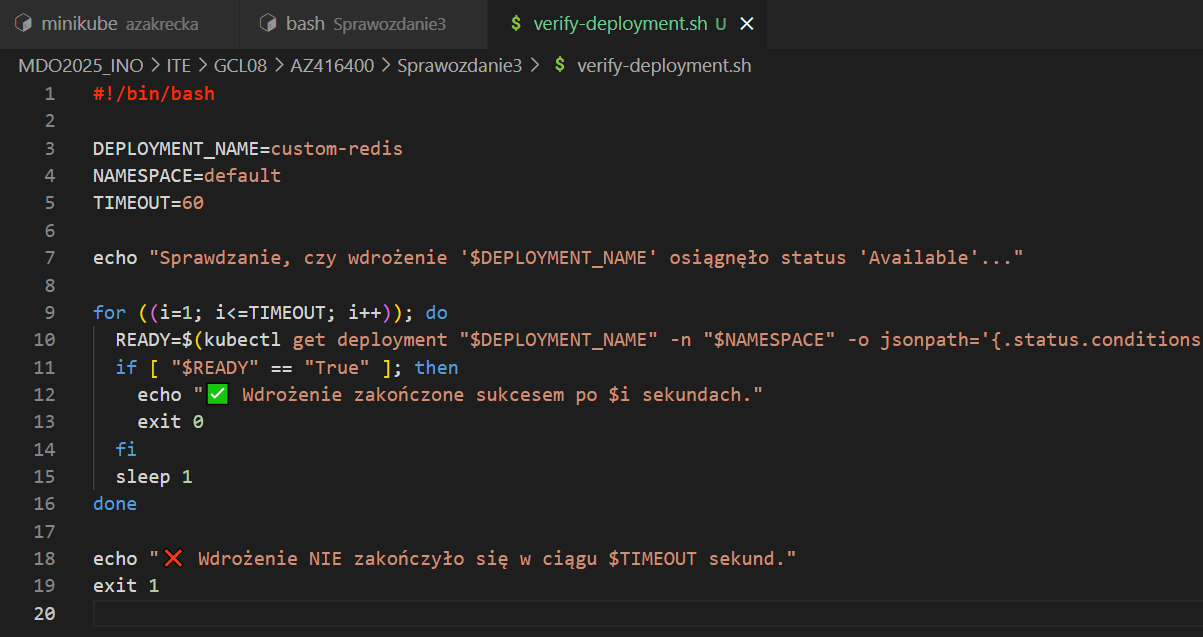 minikube azakrecka bash Sprawozdanie3 $ verify-deployment.sh U ×
MDO2025_INO > ITE > GCL08 > AZ416400 > Sprawozdanie3 > $ verify-deployment.sh
1 #!/bin/bash
2
3 DEPLOYMENT_NAME=custom-redis
4 NAMESPACE=default
5 TIMEOUT=60
6
7 echo "Sprawdzanie, czy wdrożenie '$DEPLOYMENT_NAME' osiągnęło status 'Available'..."
8
9 for ((i=1; i<=TIMEOUT; i++)); do
10 READY=$(kubectl get deployment "$DEPLOYMENT_NAME" -n "$NAMESPACE" -o jsonpath='{.status.conditions
11 if [ "$READY" == "True" ]; then
12 echo "✅ Wdrożenie zakończone sukcesem po $i sekundach."
13 exit 0
14 fi
15 sleep 1
16 done
17
18 echo "❌ Wdrożenie NIE zakończyło się w ciągu $TIMEOUT sekund."
19 exit 1
20